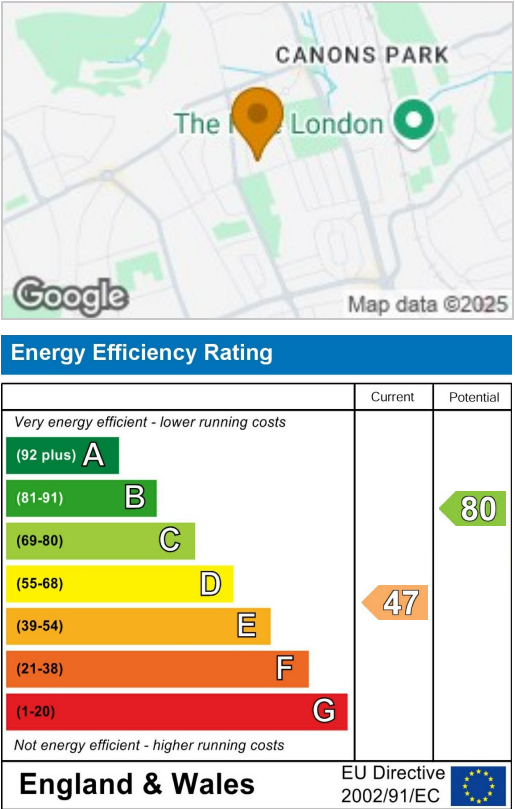 CANONS PARK
The London
Google
Map data ©2025
Energy Efficiency Rating
Current
Potential
Very energy efficient - lower running costs
(92 plus) A
(81-91) B
80
(69-80) C
(55-68) D
47
(39-54) E
(21-38) F
(1-20) G
Not energy efficient - higher running costs
England & Wales
EU Directive
2002/91/EC